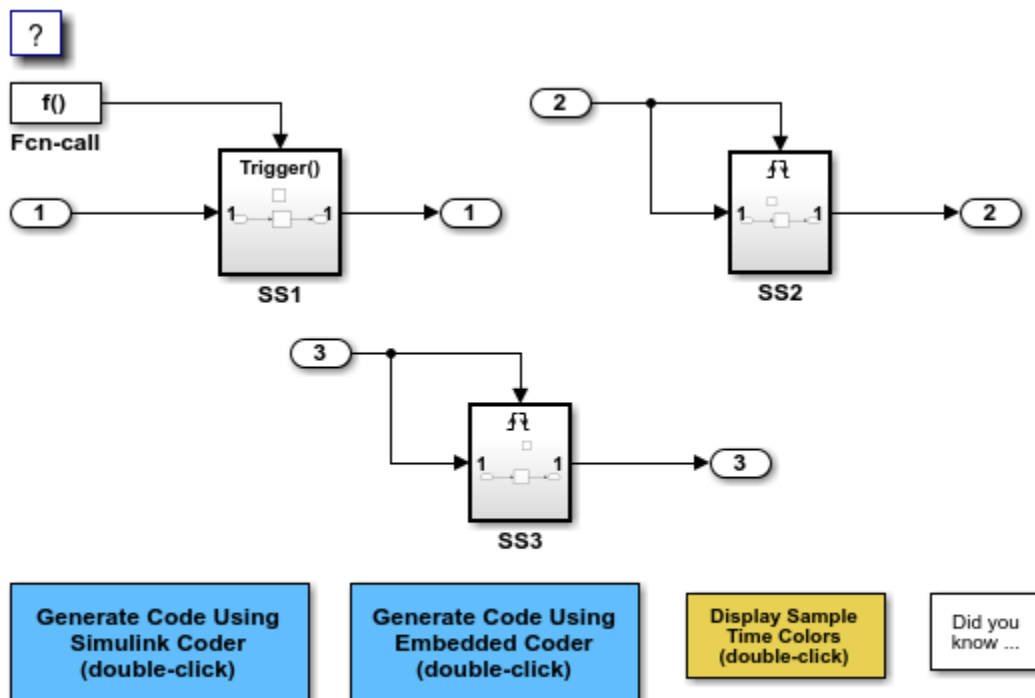 ?
f()
Fcn-call
Trigger()
1
1
1
1
SS1
2
1
1
2
SS2
3
1
1
3
SS3
Generate Code Using
Simulink Coder
(double-click)
Generate Code Using
Embedded Coder
(double-click)
Display Sample
Time Colors
(double-click)
Did you
know ...